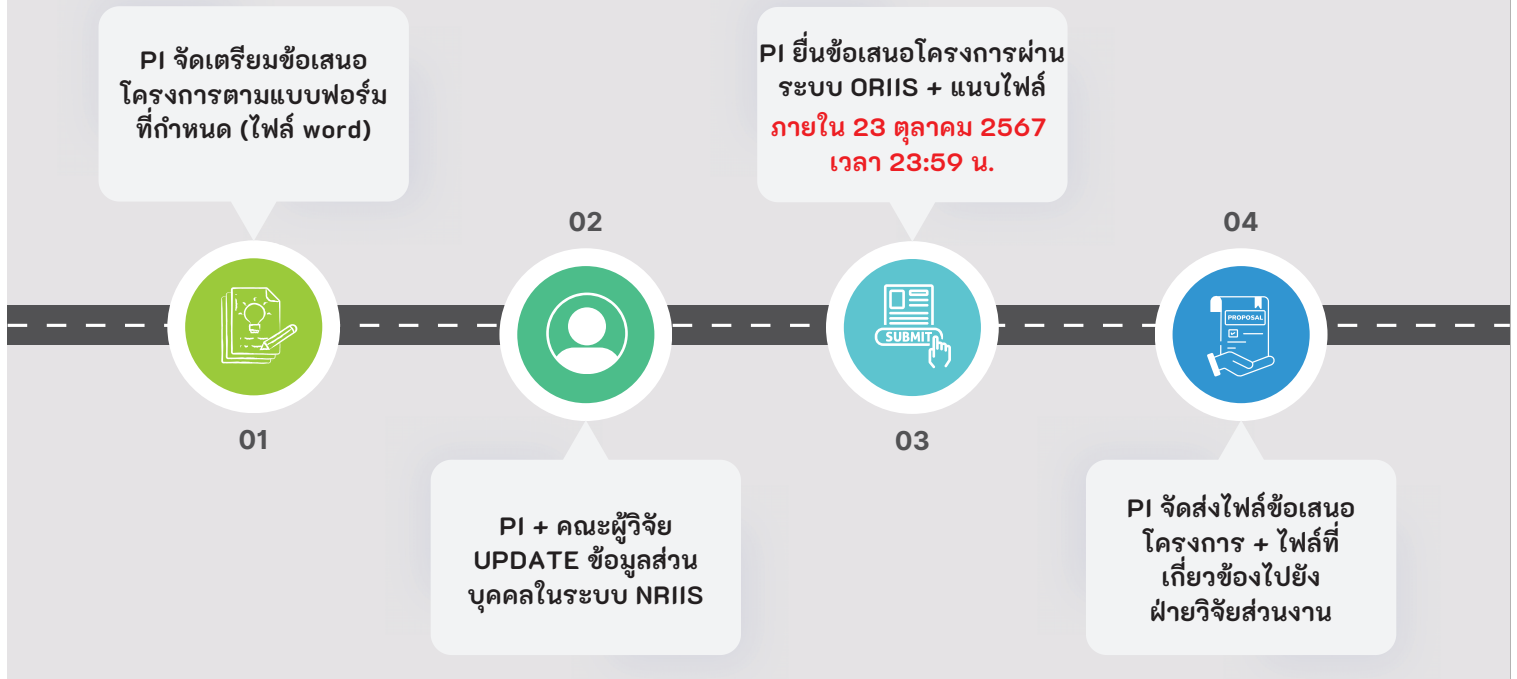 PI จัดเตรียมข้อเสนอ
โครงการตามแบบฟอร์ม
ที่กำหนด (ไฟล์ word)
01
02
PI + คณะผู้วิจัย
UPDATE ข้อมูลส่วน
บุคคลในระบบ NRIIS
PI ยื่นข้อเสนอโครงการผ่าน
ระบบ ORIIS + แนบไฟล์
ภายใน 23 ตุลาคม 2567
เวลา 23:59 น.
SUBMIT
03
04
PROPOSAL
PI จัดส่งไฟล์ข้อเสนอ
โครงการ + ไฟล์ที่
เกี่ยวข้องไปยัง
ฝ่ายวิจัยส่วนงาน